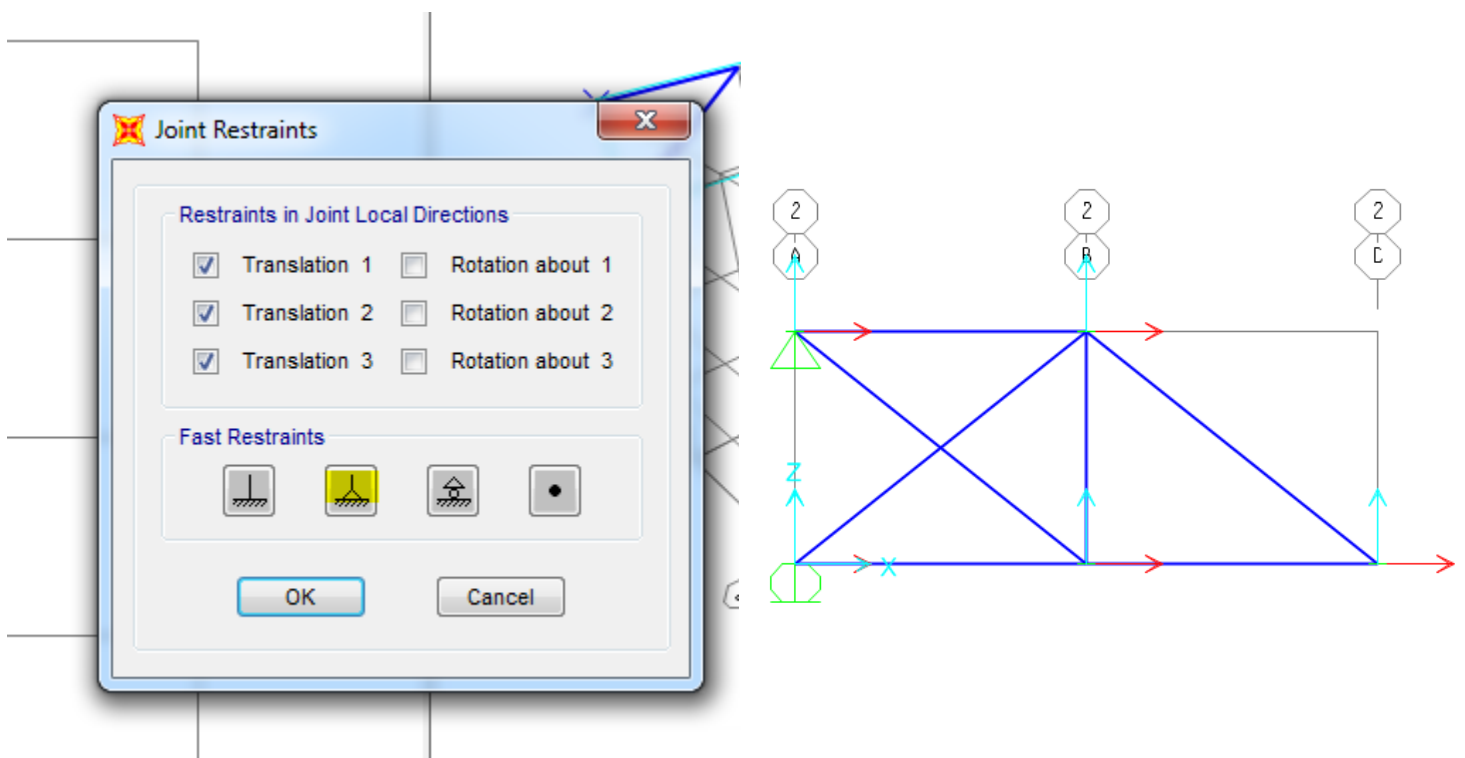 Joint Restraints
Restraints in Joint Local Directions
Translation 1 Rotation about 1
Translation 2 Rotation about 2
Translation 3 Rotation about 3
Fast Restraints
OK Cancel
2 2 2
A B C
Z
X